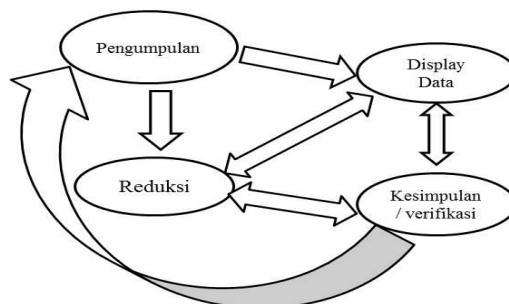 Pengumpulan
Display
Data
Reduksi
Kesimpulan
/ verifikasi